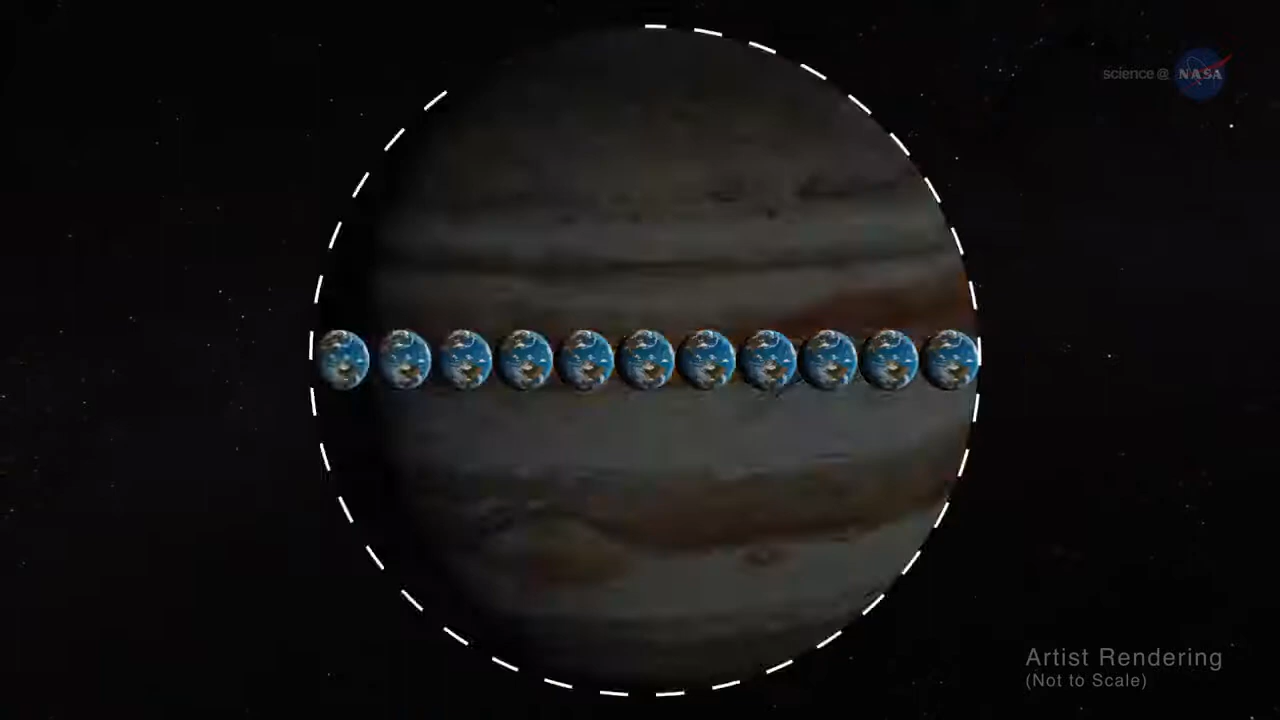 science@ NASA
Artist Rendering
(Not to Scale)